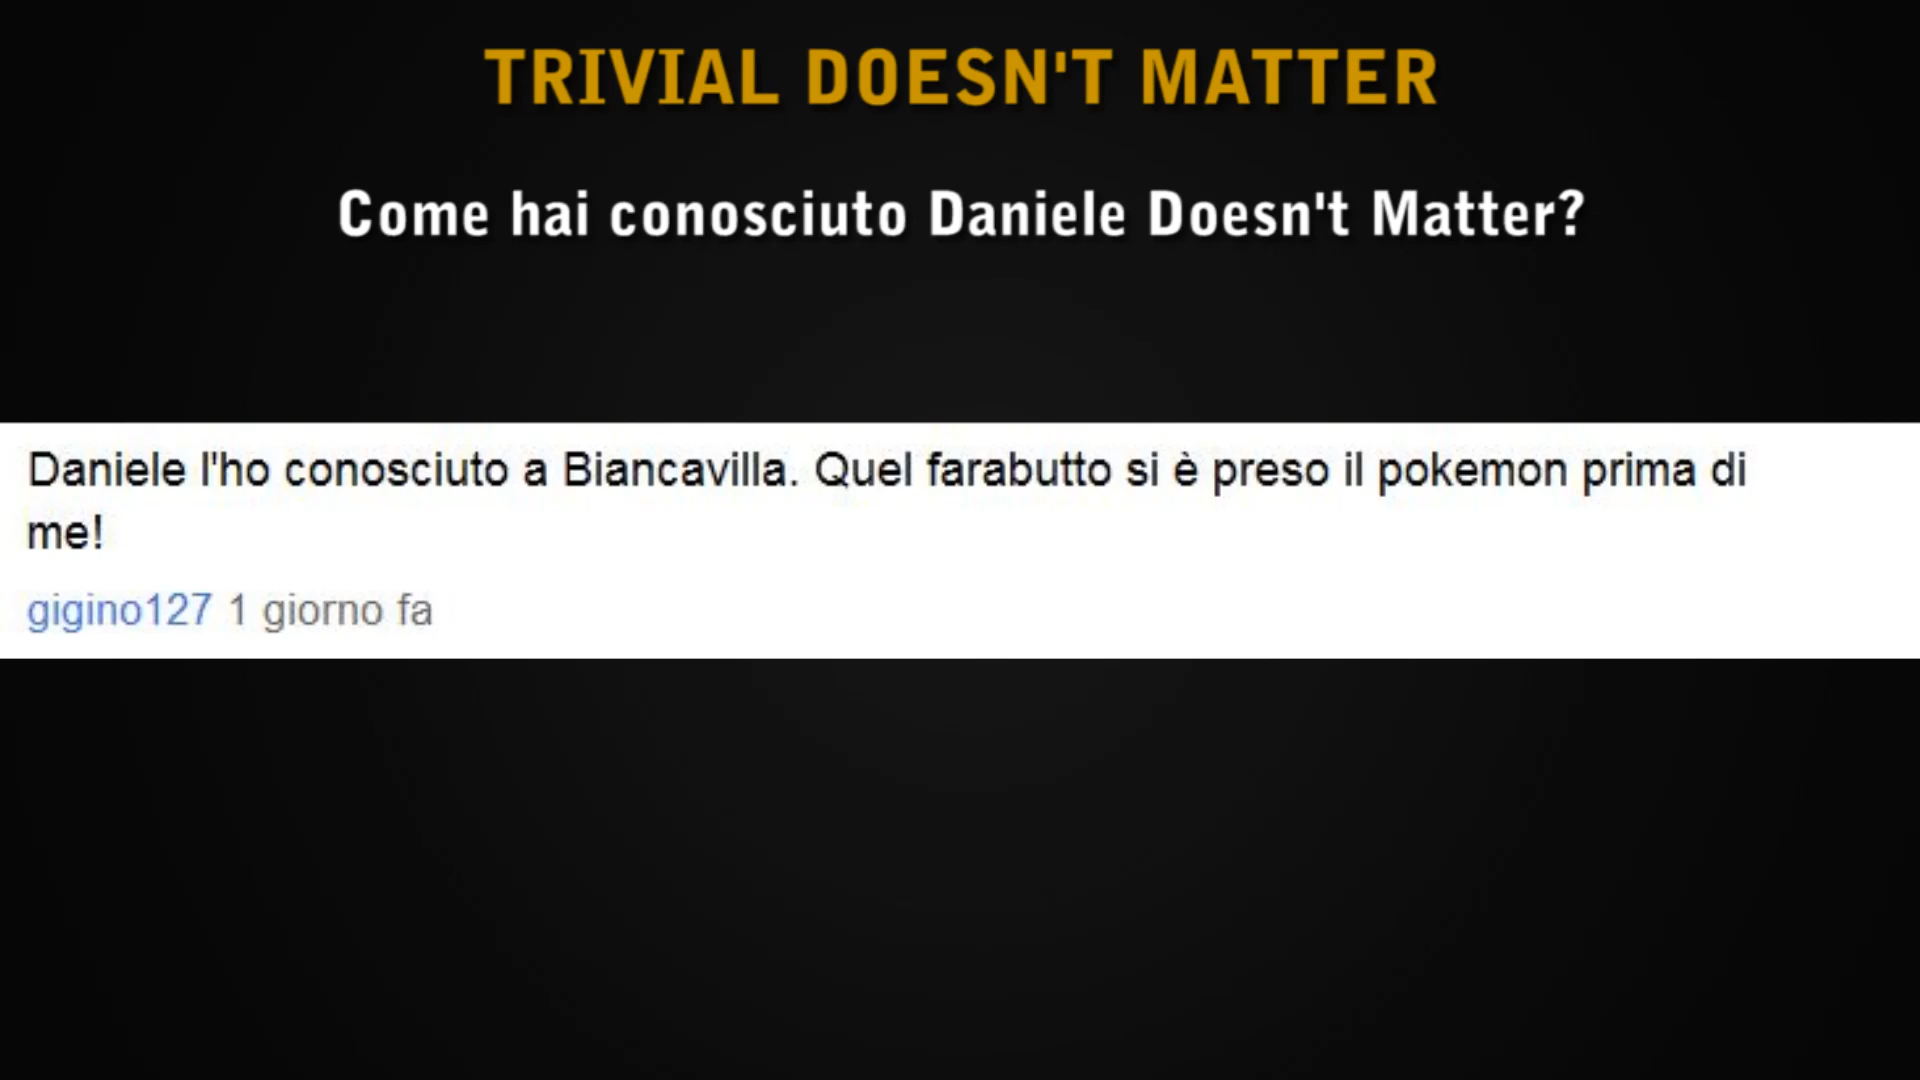 TRIVIAL DOESN'T MATTER
Come hai conosciuto Daniele Doesn't Matter?
Daniele l'ho conosciuto a Biancavilla. Quel farabutto si è preso il pokemon prima di
me!
gigino127 1 giorno fa